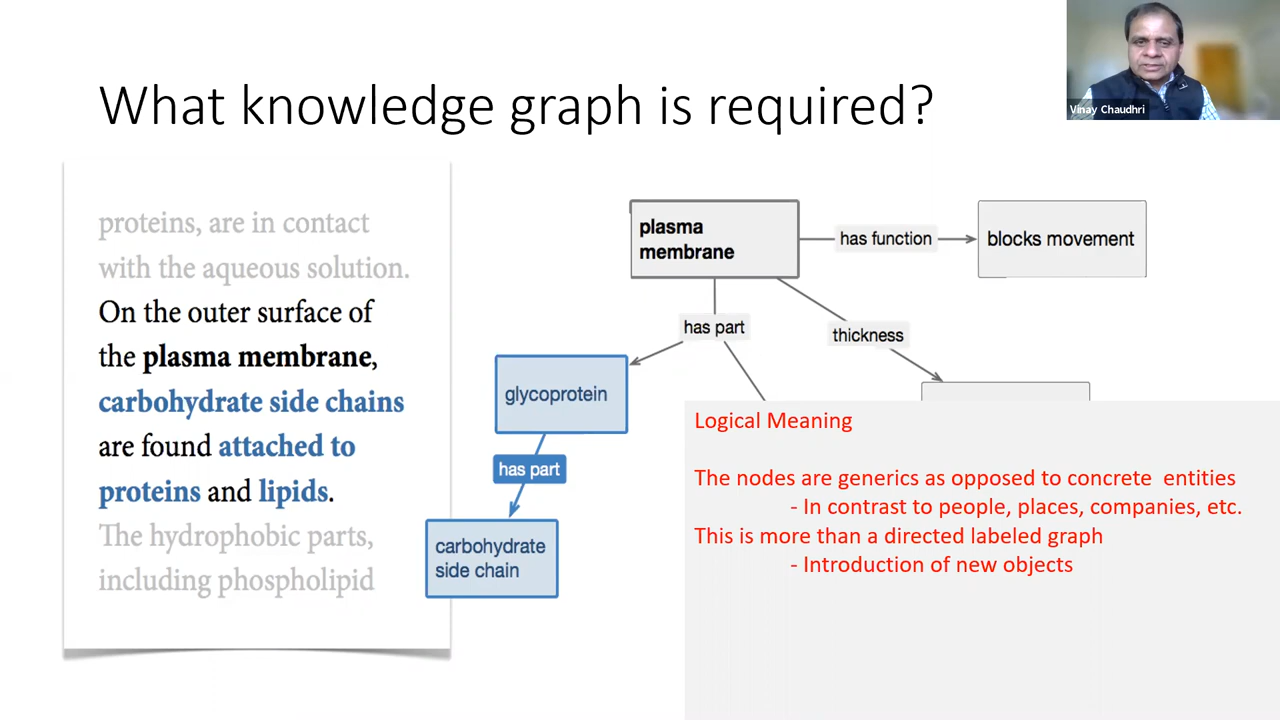 What knowledge graph is required?
Vinay Chaudhri
proteins, are in contact
with the aqueous solution.
On the outer surface of
the plasma membrane,
carbohydrate side chains
are found attached to
proteins and lipids.
The hydrophobic parts,
including phospholipid
plasma
membrane
has function
blocks movement
has part
thickness
glycoprotein
has part
carbohydrate
side chain
Logical Meaning
The nodes are generics as opposed to concrete entities
- In contrast to people, places, companies, etc.
This is more than a directed labeled graph
- Introduction of new objects